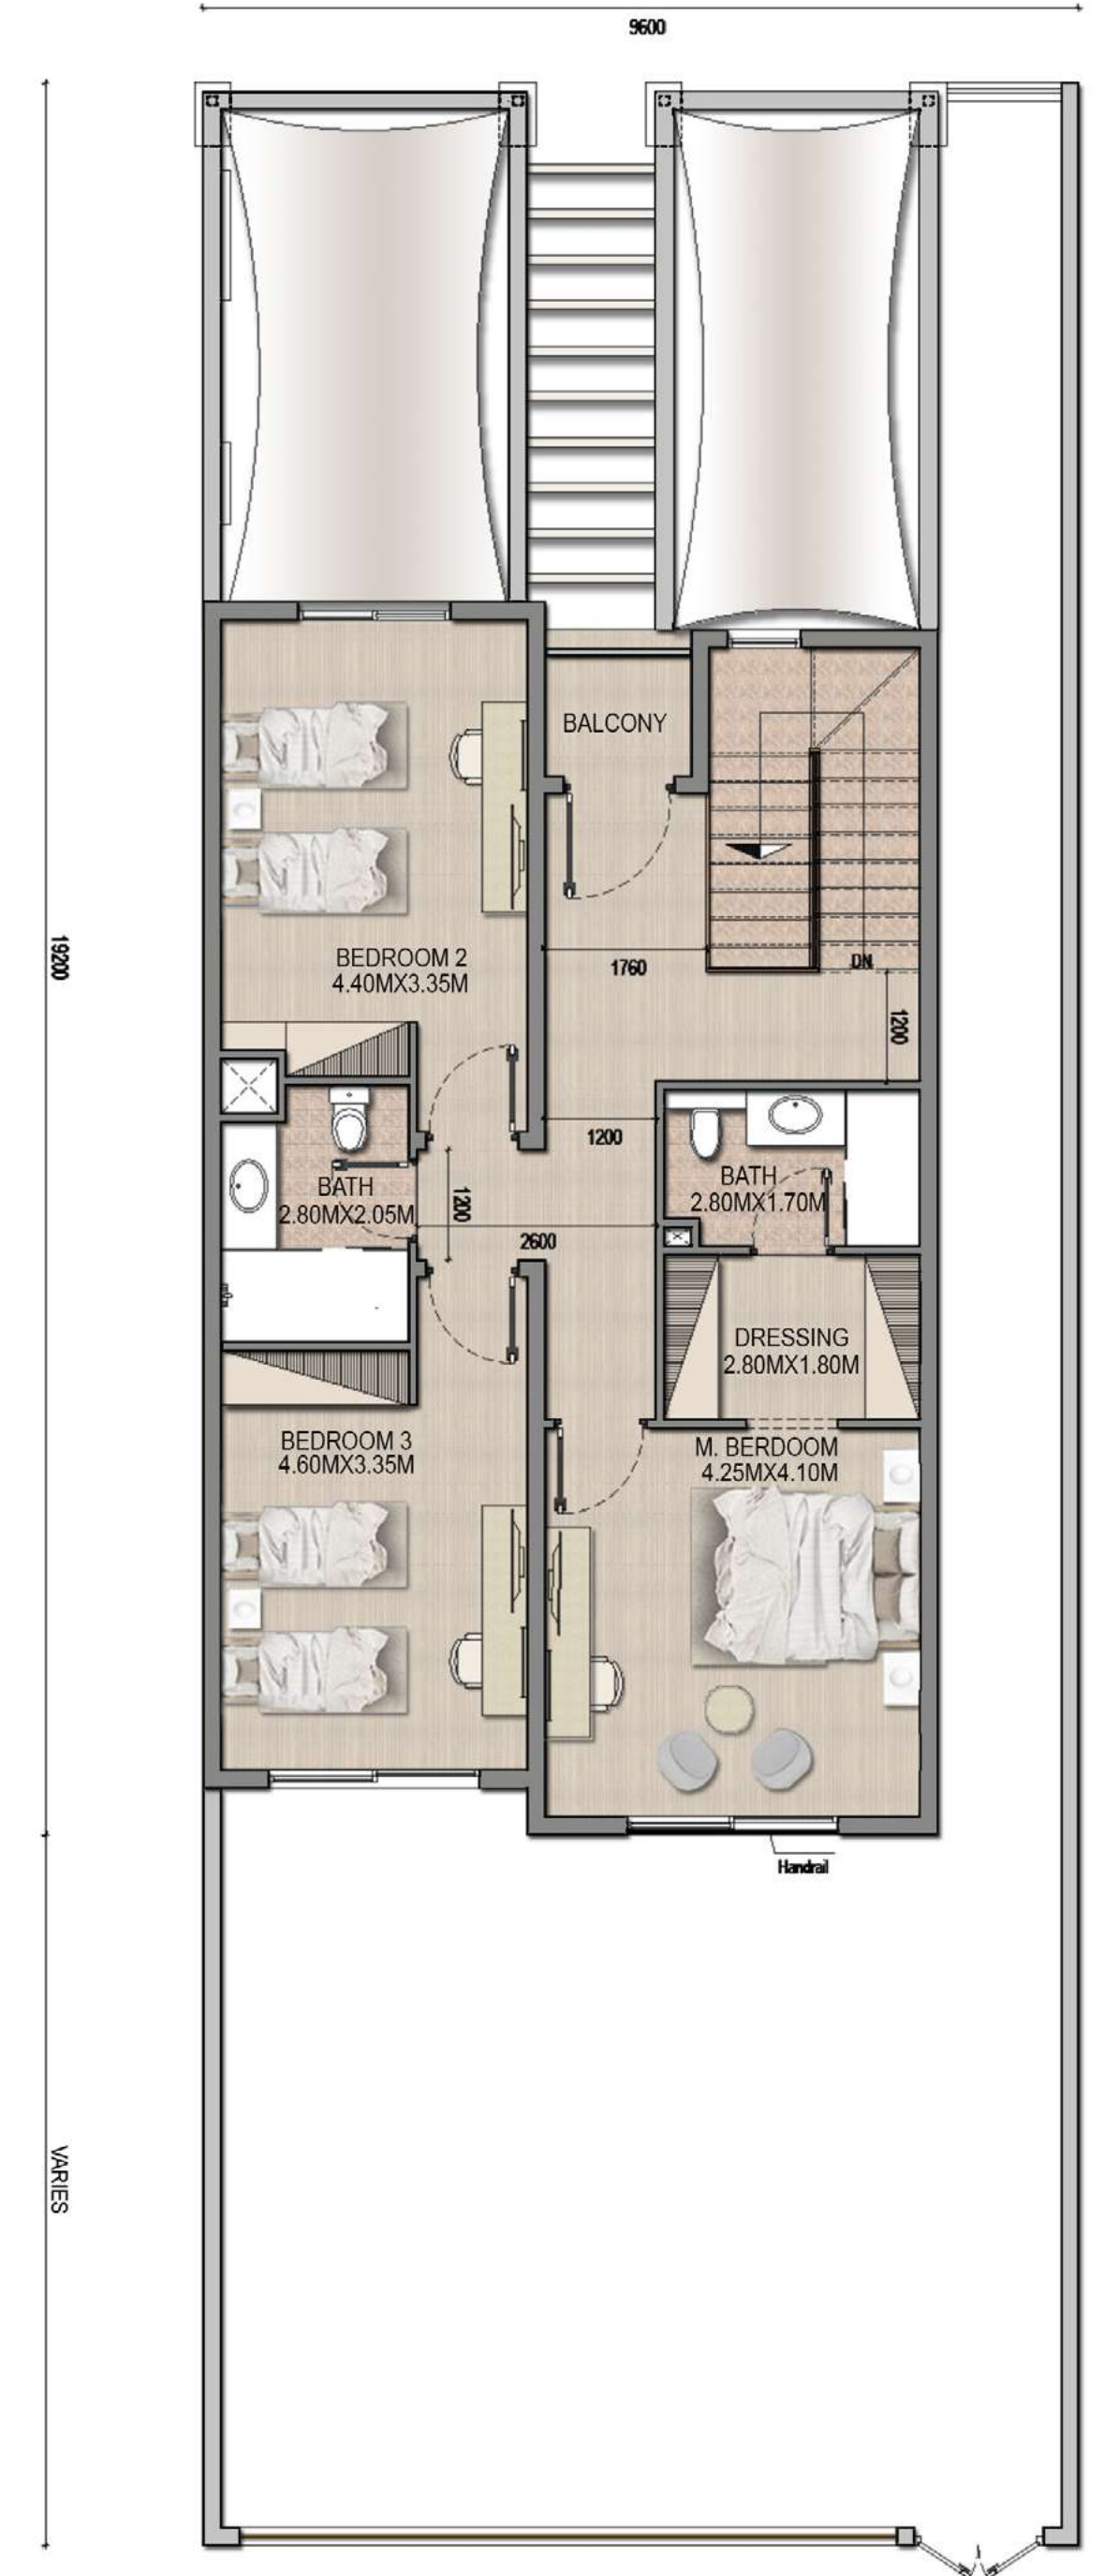 9600
BALCONY
BEDROOM 2
4.40MX3.35M
19200
1760
DN
1200
1200
BATH
2.80MX2.05M
1200
BATH
2.80MX1.70M
2600
DRESSING
2.80MX1.80M
BEDROOM 3
4.60MX3.35M
M. BERDOOM
4.25MX4.10M
Handrail
VARIES